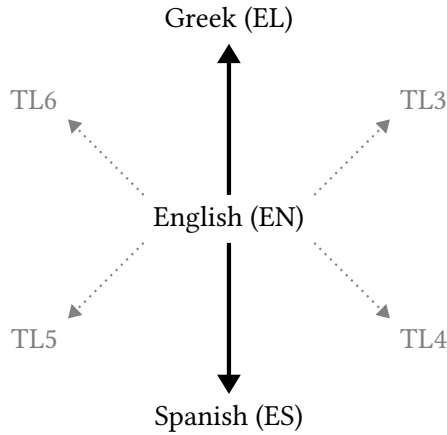 Greek (EL)
TL6
TL3
English (EN)
TL5
TL4
Spanish (ES)